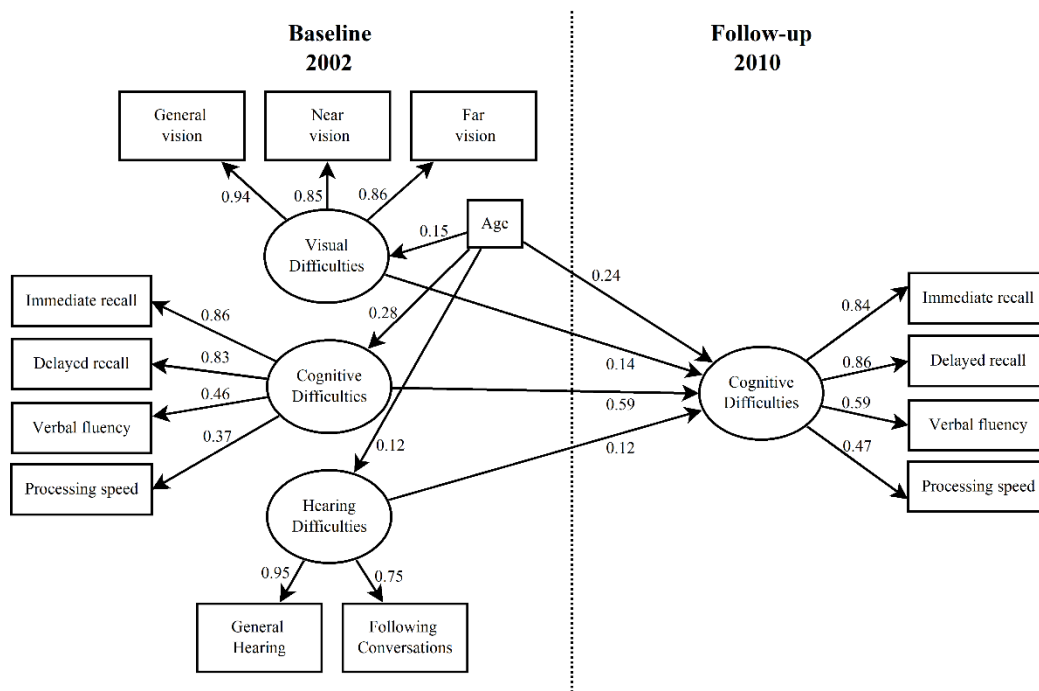 Baseline
2002
Follow-up
2010
General
vision
Near
vision
Far
vision
0.94
0.85
0.86
Age
0.15
Visual
Difficulties
0.24
Immediate recall
0.86
0.28
0.84
Immediate recall
Delayed recall
0.83
Cognitive
Difficulties
0.14
Cognitive
Difficulties
0.86
Delayed recall
Verbal fluency
0.46
0.59
0.59
Verbal fluency
0.37
0.12
0.12
0.47
Processing speed
Processing speed
Hearing
Difficulties
0.95
0.75
General
Hearing
Following
Conversations